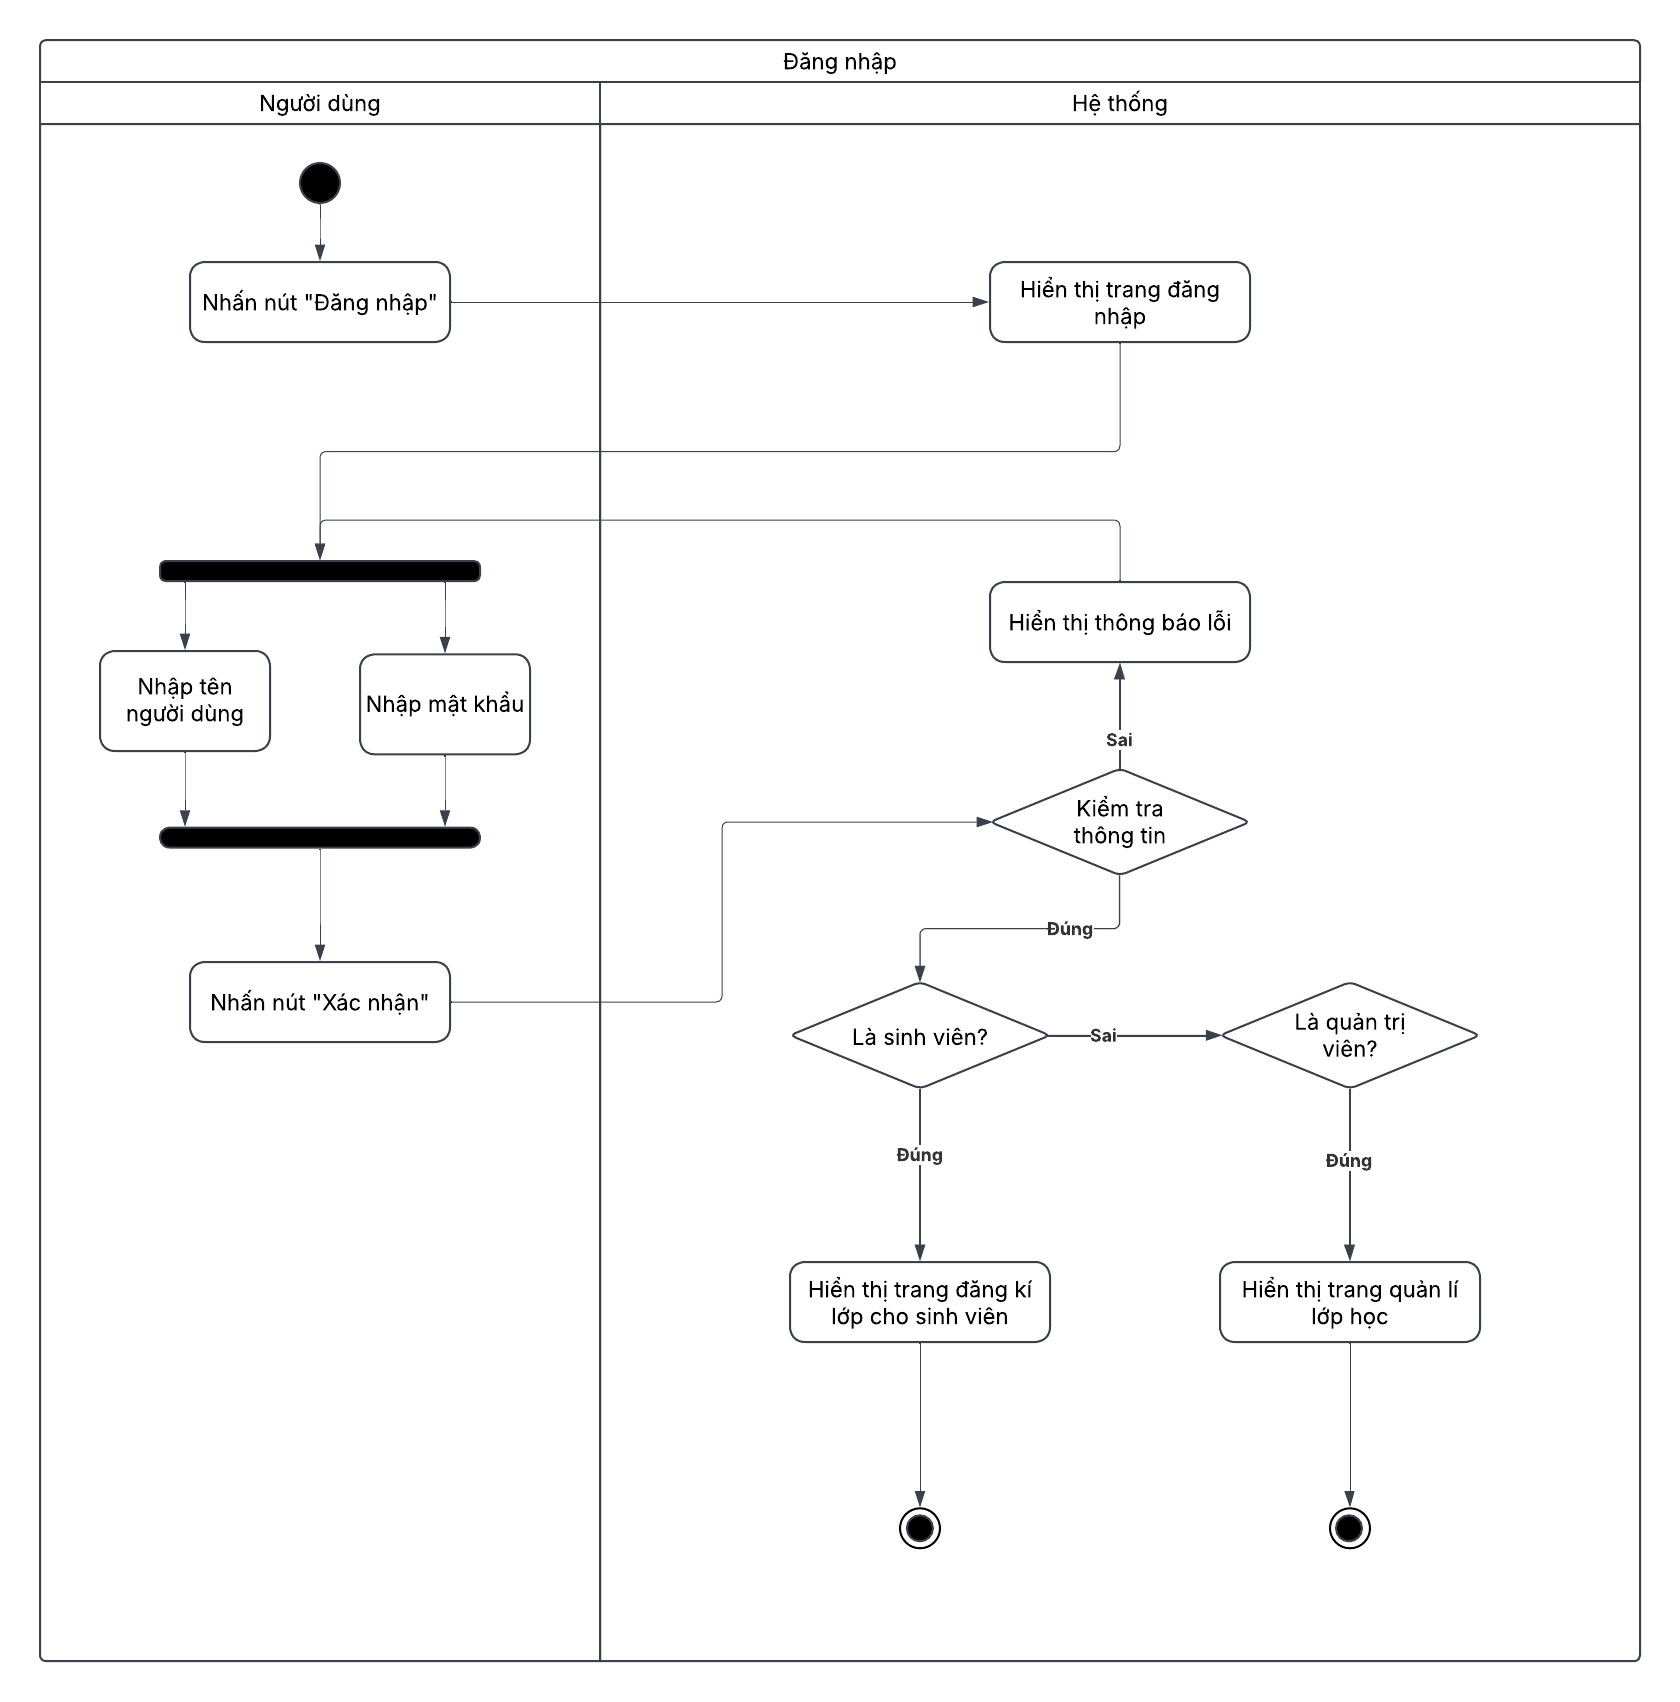 Đăng nhập
Người dùng
Hệ thống
Nhấn nút "Đăng nhập"
Hiển thị trang đăng
nhập
Hiển thị thông báo lỗi
Nhập tên
người dùng
Nhập mật khẩu
Sai
Kiểm tra
thông tin
Đúng
Nhấn nút "Xác nhận"
Là sinh viên?
Sai
Là quản trị
viên?
Đúng
Đúng
Hiển thị trang đăng kí
lớp cho sinh viên
Hiển thị trang quản lí
lớp học